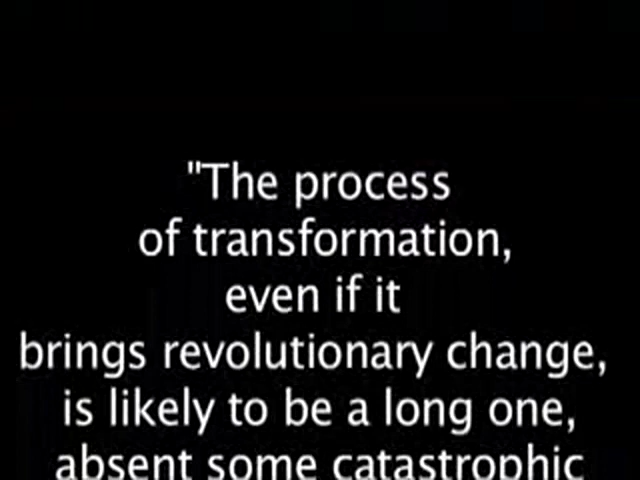 "The process
of transformation,
even if it
brings revolutionary change,
is likely to be a long one,
absent some catastrophic